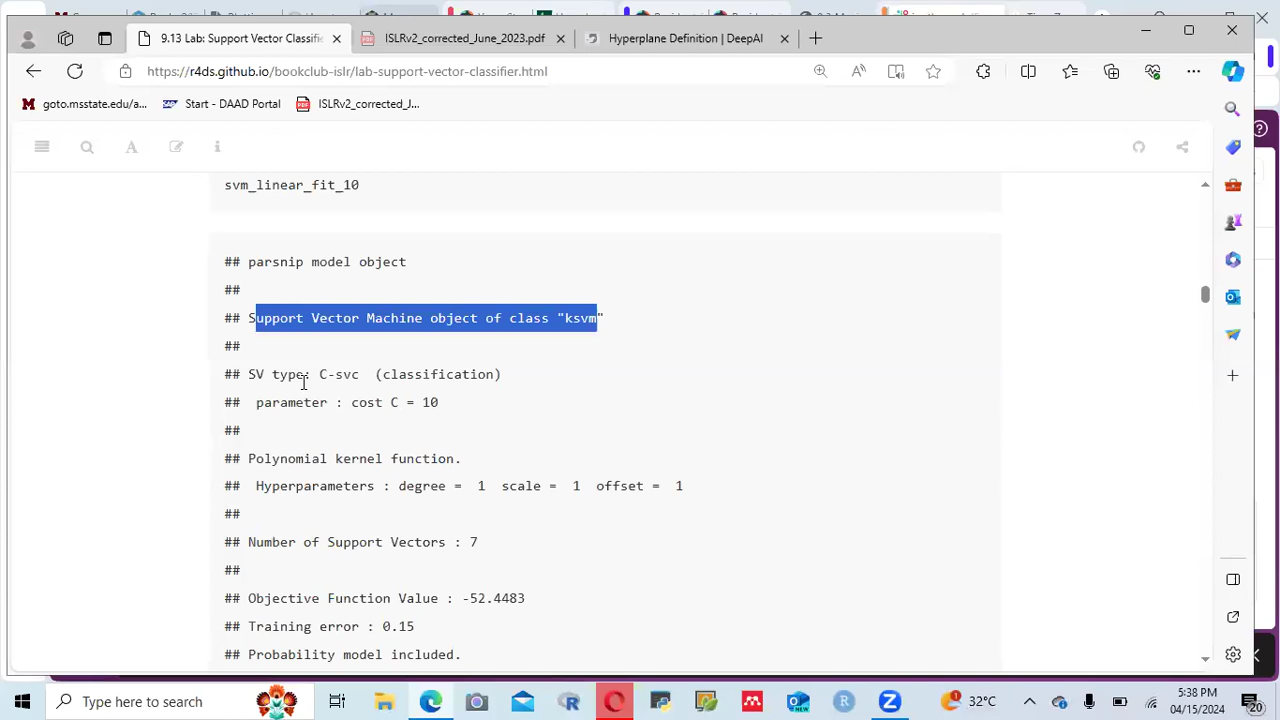 9.13 Lab: Support Vector Classifi
ISLRv2_corrected_June_2023.pdf
Hyperplane Definition | DeepAI
https://r4ds.github.io/bookclub-islr/lab-support-vector-classifier.html
goto.msstate.edu/a...
Start - DAAD Portal
ISLRv2_corrected_J...
svm_linear_fit_10
## parsnip model object
##
## Support Vector Machine object of class "ksvm"
##
## SV type: C-svc (classification)
## parameter : cost C = 10
##
## Polynomial kernel function.
## Hyperparameters : degree = 1 scale = 1 offset = 1
##
## Number of Support Vectors : 7
##
## Objective Function Value : -52.4483
## Training error : 0.15
## Probability model included.
Type here to search
32°C
5:38 PM
04/15/2024
20